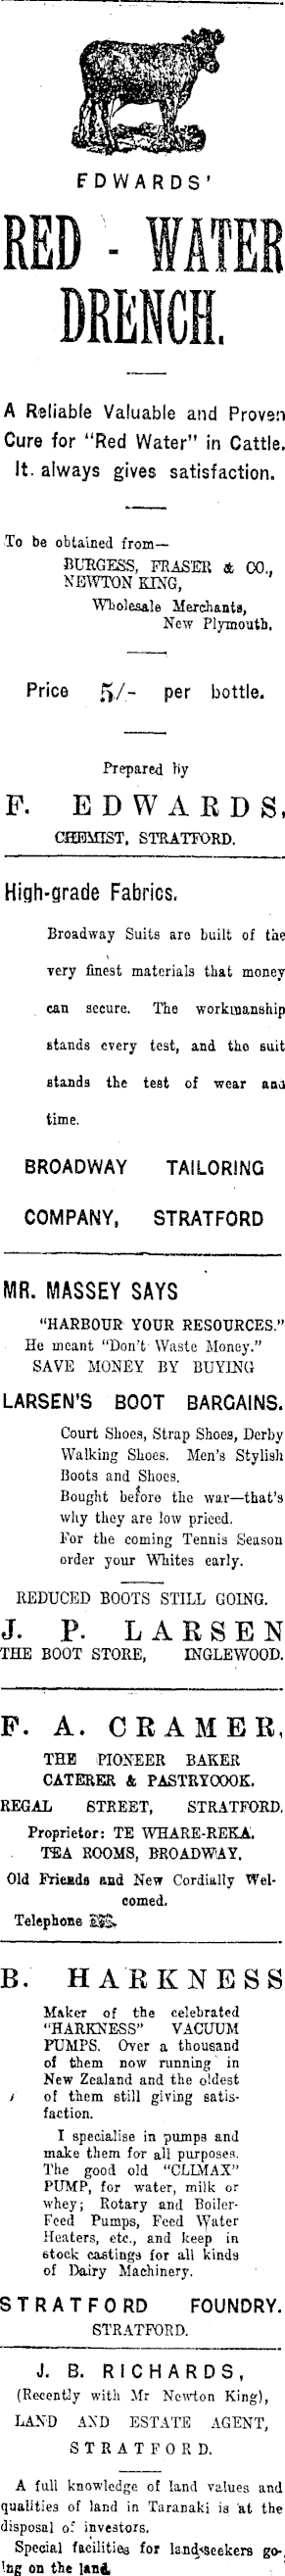 EDWARDS'
RED - WATER
DRENCH.
A Reliable Valuable and Proven
Cure for "Red Water" in Cattle.
It. always gives satisfaction.
To be obtained from—
BURGESS, FRASER & CO.,
NEWTON KING,
Wholesale Merchants,
New Plymouth.
Price 5/- per bottle.
Prepared by
F. EDWARDS,
CHEMIST, STRATFORD.
High-grade Fabrics.
Broadway Suits are built of the
very finest materials that money
can secure. The workmanship
stands every test, and the suit
stands the test of wear and
time.
BROADWAY TAILORING
COMPANY, STRATFORD
MR. MASSEY SAYS
"HARBOUR YOUR RESOURCES."
He meant "Don't Waste Money."
SAVE MONEY BY BUYING
LARSEN'S BOOT BARGAINS.
Court Shoes, Strap Shoes, Derby
Walking Shoes. Men's Stylish
Boots and Shoes.
Bought before the war—that's
why they are low priced.
For the coming Tennis Season
order your Whites early.
REDUCED BOOTS STILL GOING.
J. P. LARSEN
THE BOOT STORE, INGLEWOOD.
F. A. CRAMER,
THE PIONEER BAKER
CATERER & PASTRYCOOK.
REGAL STREET, STRATFORD.
Proprietor: TE WHARE-REKA.
TEA ROOMS, BROADWAY.
Old Friends and New Cordially Wel-
comed.
Telephone
B. HARKNESS
Maker of the celebrated
"HARKNESS" VACUUM
PUMPS. Over a thousand
of them now running in
New Zealand and the oldest
of them still giving satis-
faction.
I specialise in pumps and
make them for all purposes.
The good old "CLIMAX"
PUMP, for water, milk or
whey; Rotary and Boiler-
Feed Pumps, Feed Water
Heaters, etc., and keep in
stock castings for all kinds
of Dairy Machinery.
STRATFORD FOUNDRY.
STRATFORD.
J. B. RICHARDS,
(Recently with Mr Newton King),
LAND AND ESTATE AGENT,
STRATFORD.
A full knowledge of land values and
qualities of land in Taranaki is at the
disposal of investors.
Special facilities for land-seekers go-
ing on the land.